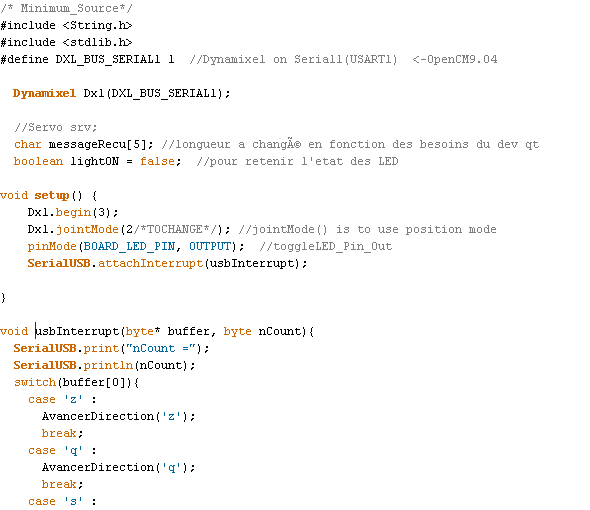 /* Minimum_Source*/
#include <String.h>
#include <stdlib.h>
#define DXL_BUS_SERIAL1 1  //Dynamixel on Serial1(USART1)  <-OpenCM9.04
Dynamixel Dxl(DXL_BUS_SERIAL1);
//Servo srv;
char messageRecu[5]; //longueur a changÃ© en fonction des besoins du dev qt
boolean lightON = false;  //pour retenir l'etat des LED
void setup() {
Dxl.begin(3);
Dxl.jointMode(2/*TOCHANGE*/); //jointMode() is to use position mode
pinMode(BOARD_LED_PIN, OUTPUT);  //toggleLED_Pin_Out
SerialUSB.attachInterrupt(usbInterrupt);
}
void usbInterrupt(byte* buffer, byte nCount){
SerialUSB.print("nCount =");
SerialUSB.println(nCount);
switch(buffer[0]){
case 'z' :
AvancerDirection('z');
break;
case 'q' :
AvancerDirection('q');
break;
case 's' :